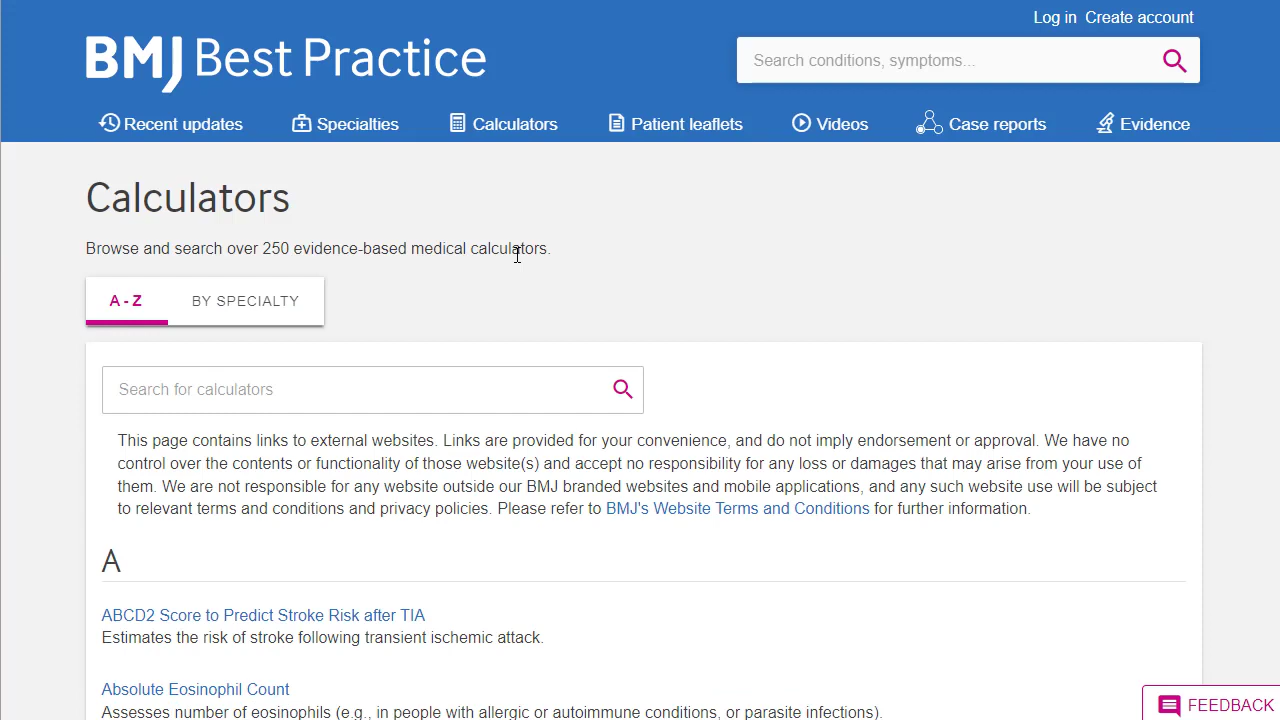 Log in Create account
BMJ Best Practice
Search conditions, symptoms...
Recent updates Specialties Calculators Patient leaflets Videos Case reports Evidence
Calculators
Browse and search over 250 evidence-based medical calculators.
A - Z BY SPECIALTY
Search for calculators
This page contains links to external websites. Links are provided for your convenience, and do not imply endorsement or approval. We have no
control over the contents or functionality of those website(s) and accept no responsibility for any loss or damages that may arise from your use of
them. We are not responsible for any website outside our BMJ branded websites and mobile applications, and any such website use will be subject
to relevant terms and conditions and privacy policies. Please refer to BMJ's Website Terms and Conditions for further information.
A
ABCD2 Score to Predict Stroke Risk after TIA
Estimates the risk of stroke following transient ischemic attack.
Absolute Eosinophil Count
Assesses number of eosinophils (e.g., in people with allergic or autoimmune conditions, or parasite infections).
FEEDBACK